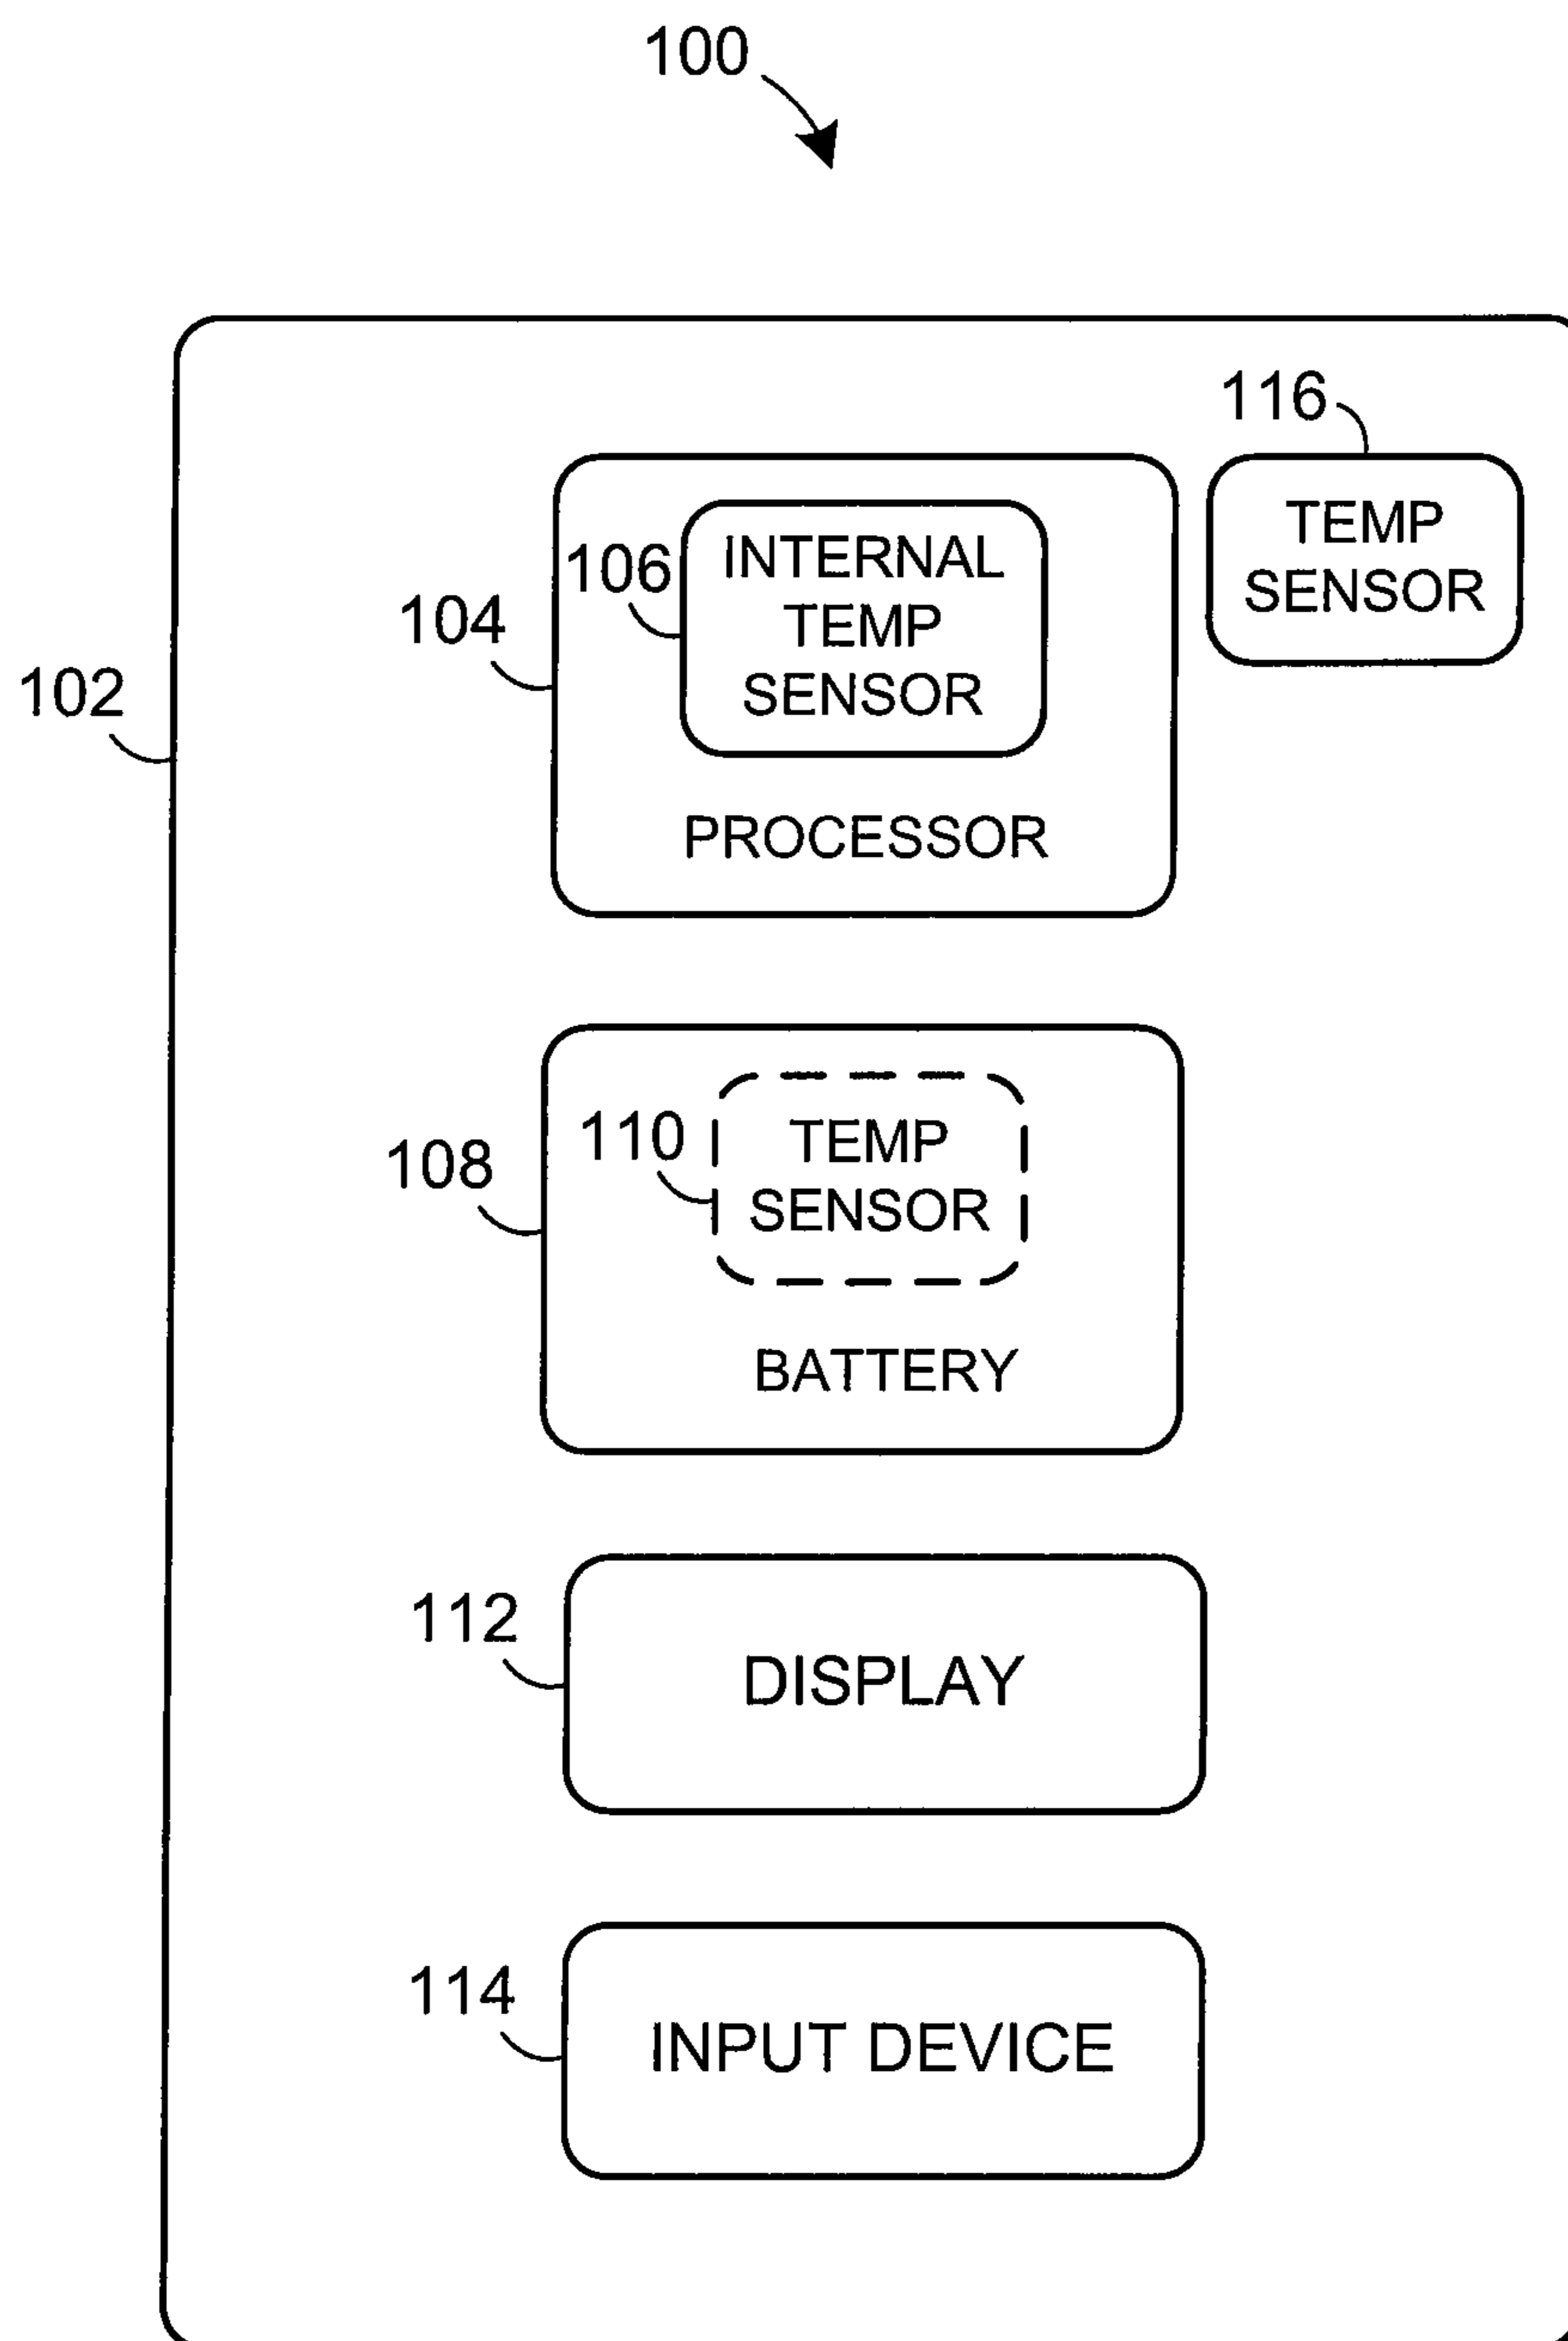 100
116
TEMP
SENSOR
106
INTERNAL
TEMP
SENSOR
104
102
PROCESSOR
110
TEMP
SENSOR
108
BATTERY
112
DISPLAY
114
INPUT DEVICE